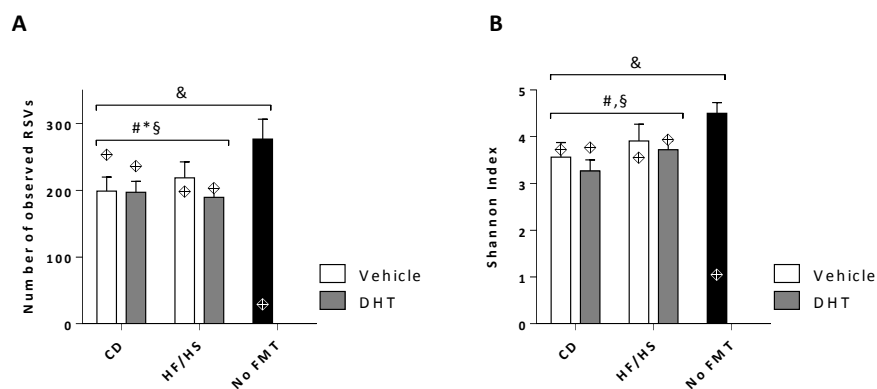 A
Number of observed RSVs
300
200
100
0
&
#*§
CD
HF/HS
No FMT
Vehicle
DHT
B
Shannon Index
5
4
3
2
1
0
&
#,§
CD
HF/HS
No FMT
Vehicle
DHT